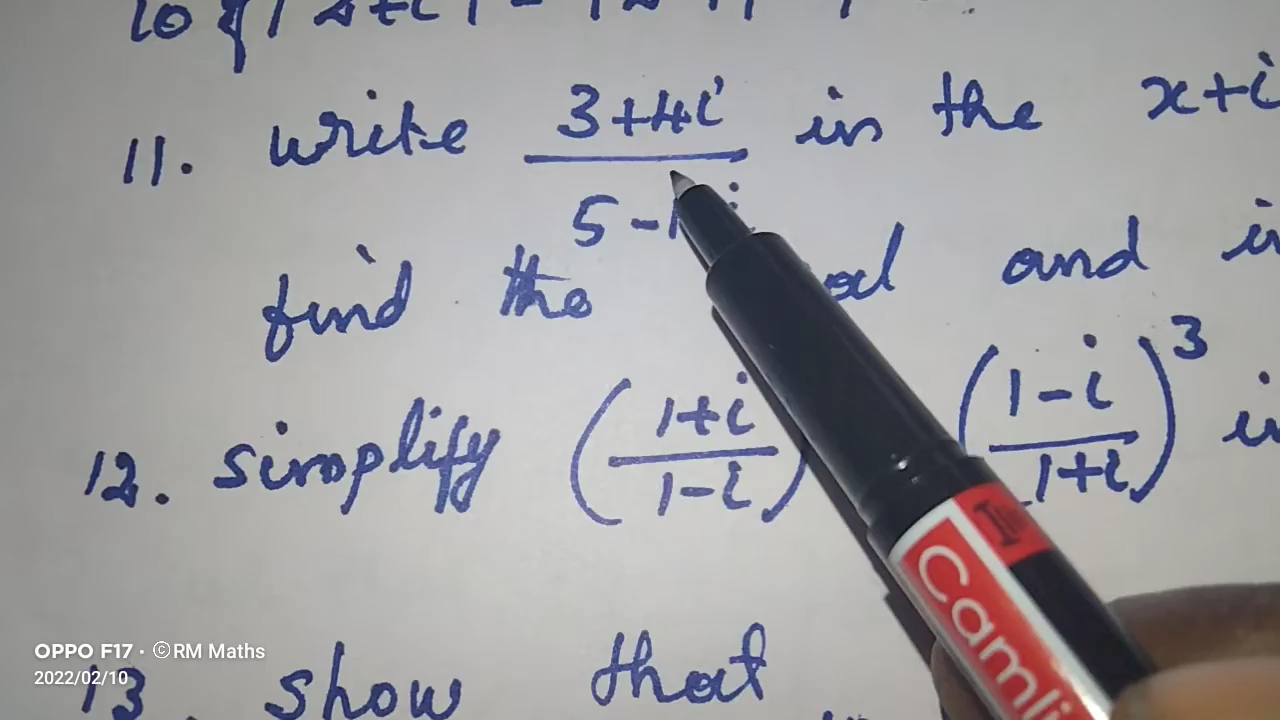 11. write 3+4i in the x+i
5-
find the and
12. simplify (1+i (1-i)³
1-i) 1+i
13. show that
Camli
OPPO F17 · ©RM Maths
2022/02/10